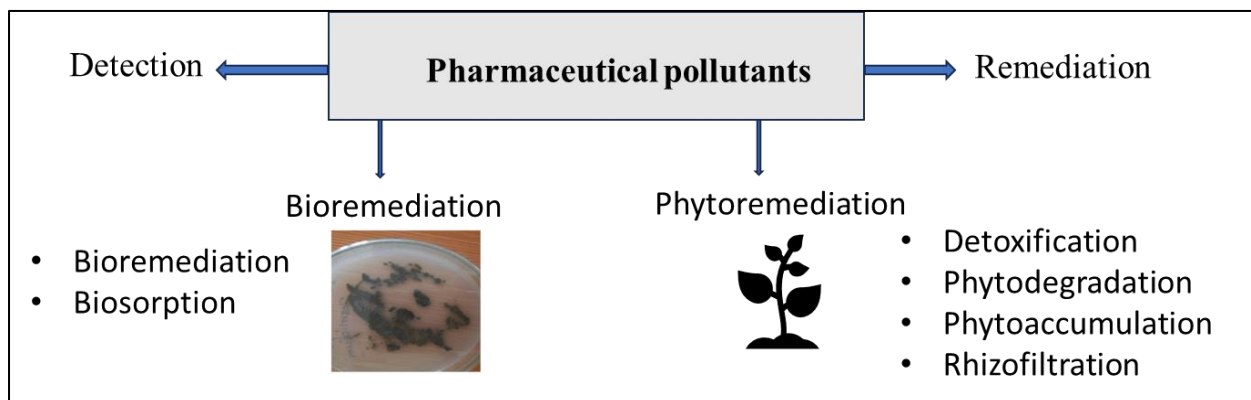 Detection
Pharmaceutical pollutants
Remediation
Bioremediation
• Bioremediation
• Biosorption
Phytoremediation
• Detoxification
• Phytodegradation
• Phytoaccumulation
• Rhizofiltration